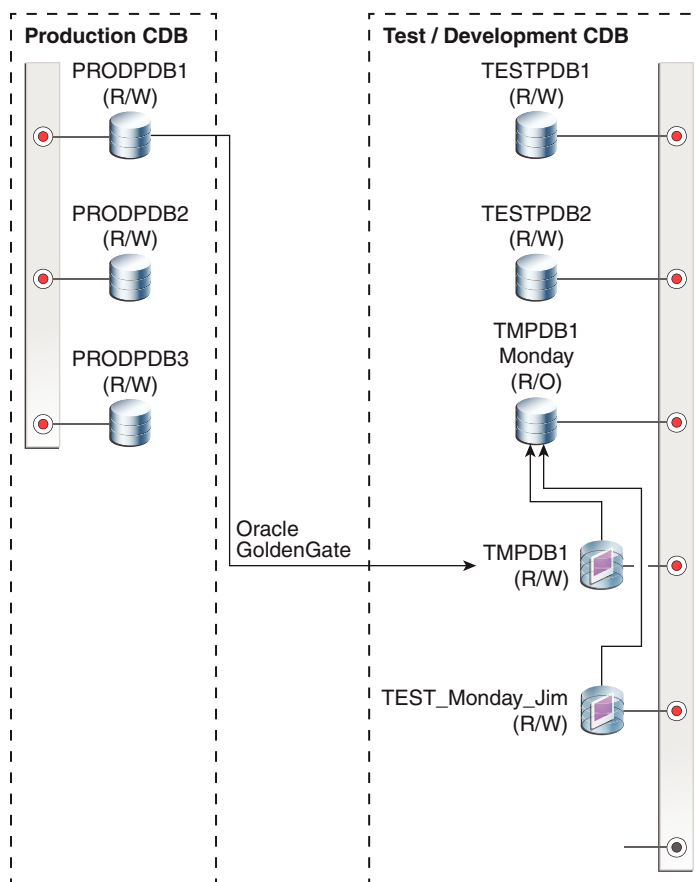 Production CDB
PRODPDB1
(R/W)
PRODPDB2
(R/W)
PRODPDB3
(R/W)
Oracle
GoldenGate
Test / Development CDB
TESTPDB1
(R/W)
TESTPDB2
(R/W)
TMPDB1
Monday
(R/O)
TMPDB1
(R/W)
TEST_Monday_Jim
(R/W)